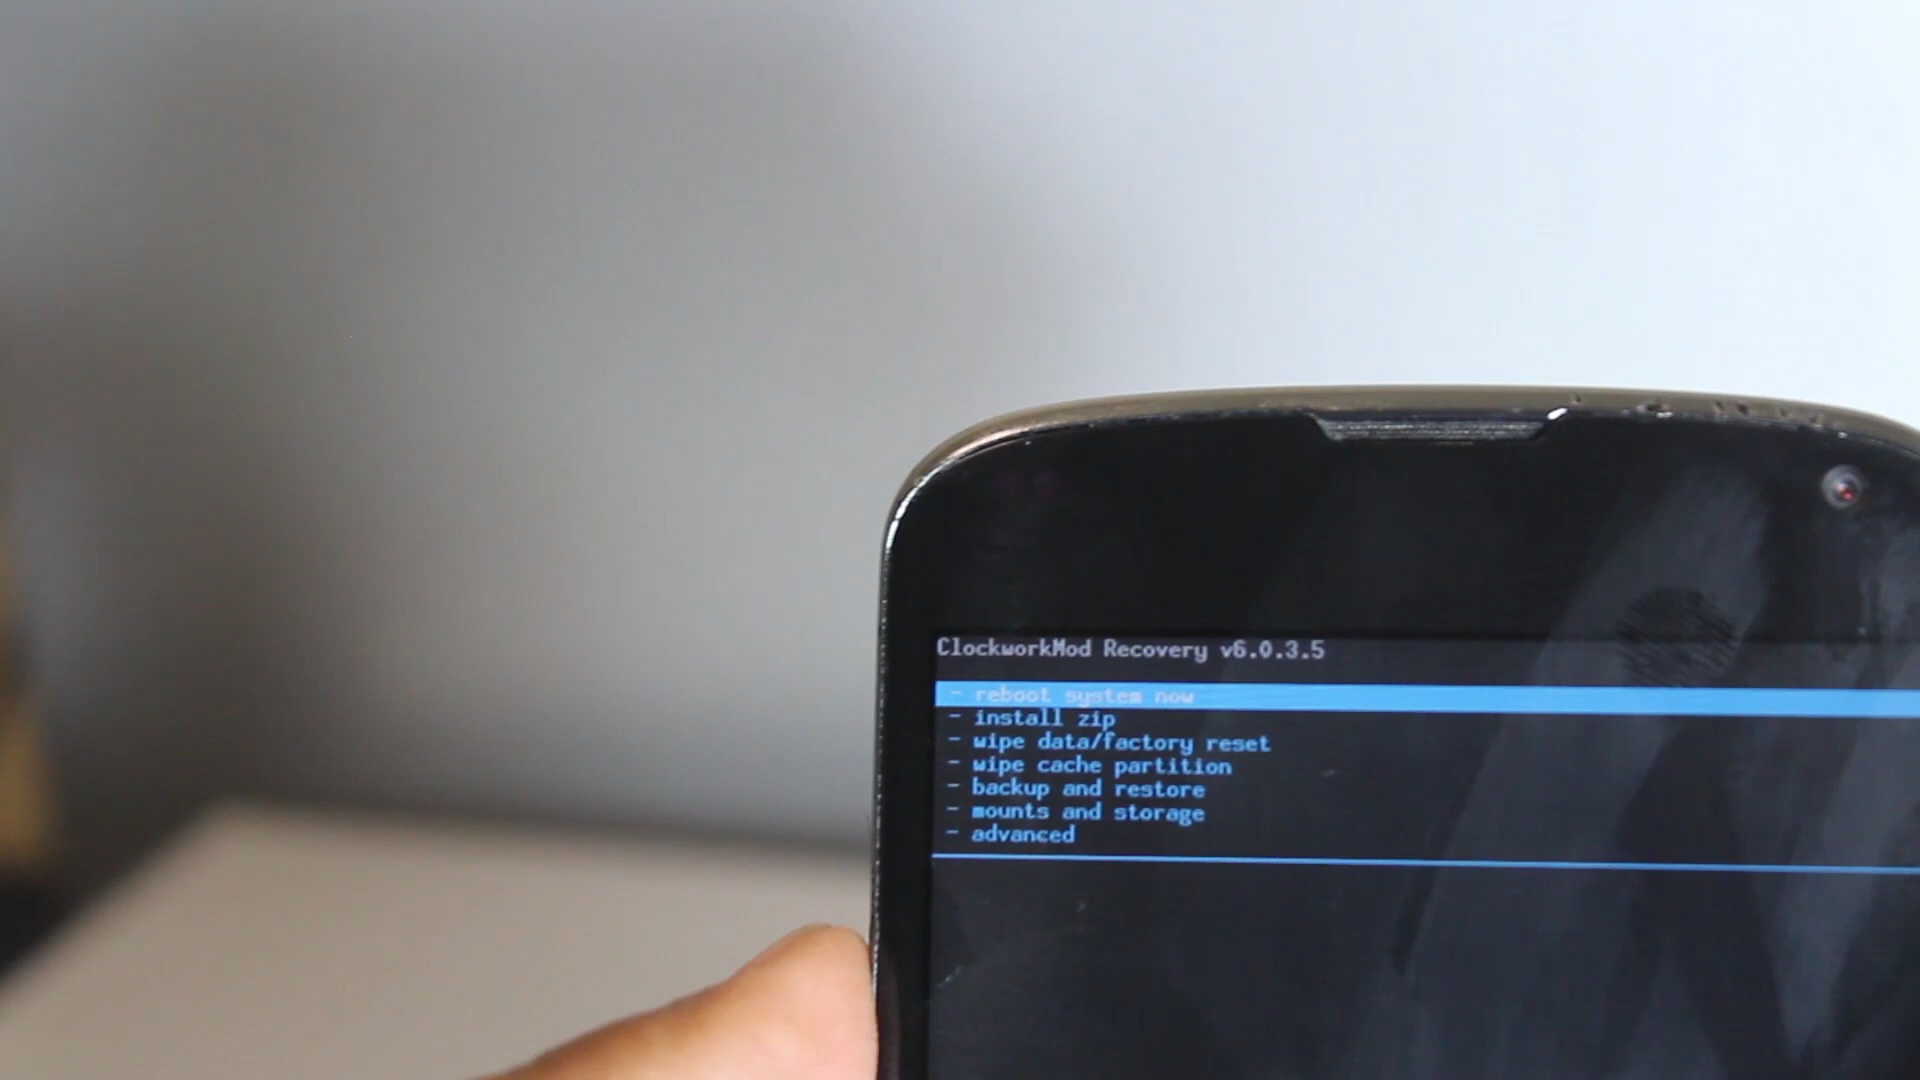 ClockworkMod Recovery v6.0.3.5
- reboot system now
- install zip
- wipe data/factory reset
- wipe cache partition
- backup and restore
- mounts and storage
- advanced